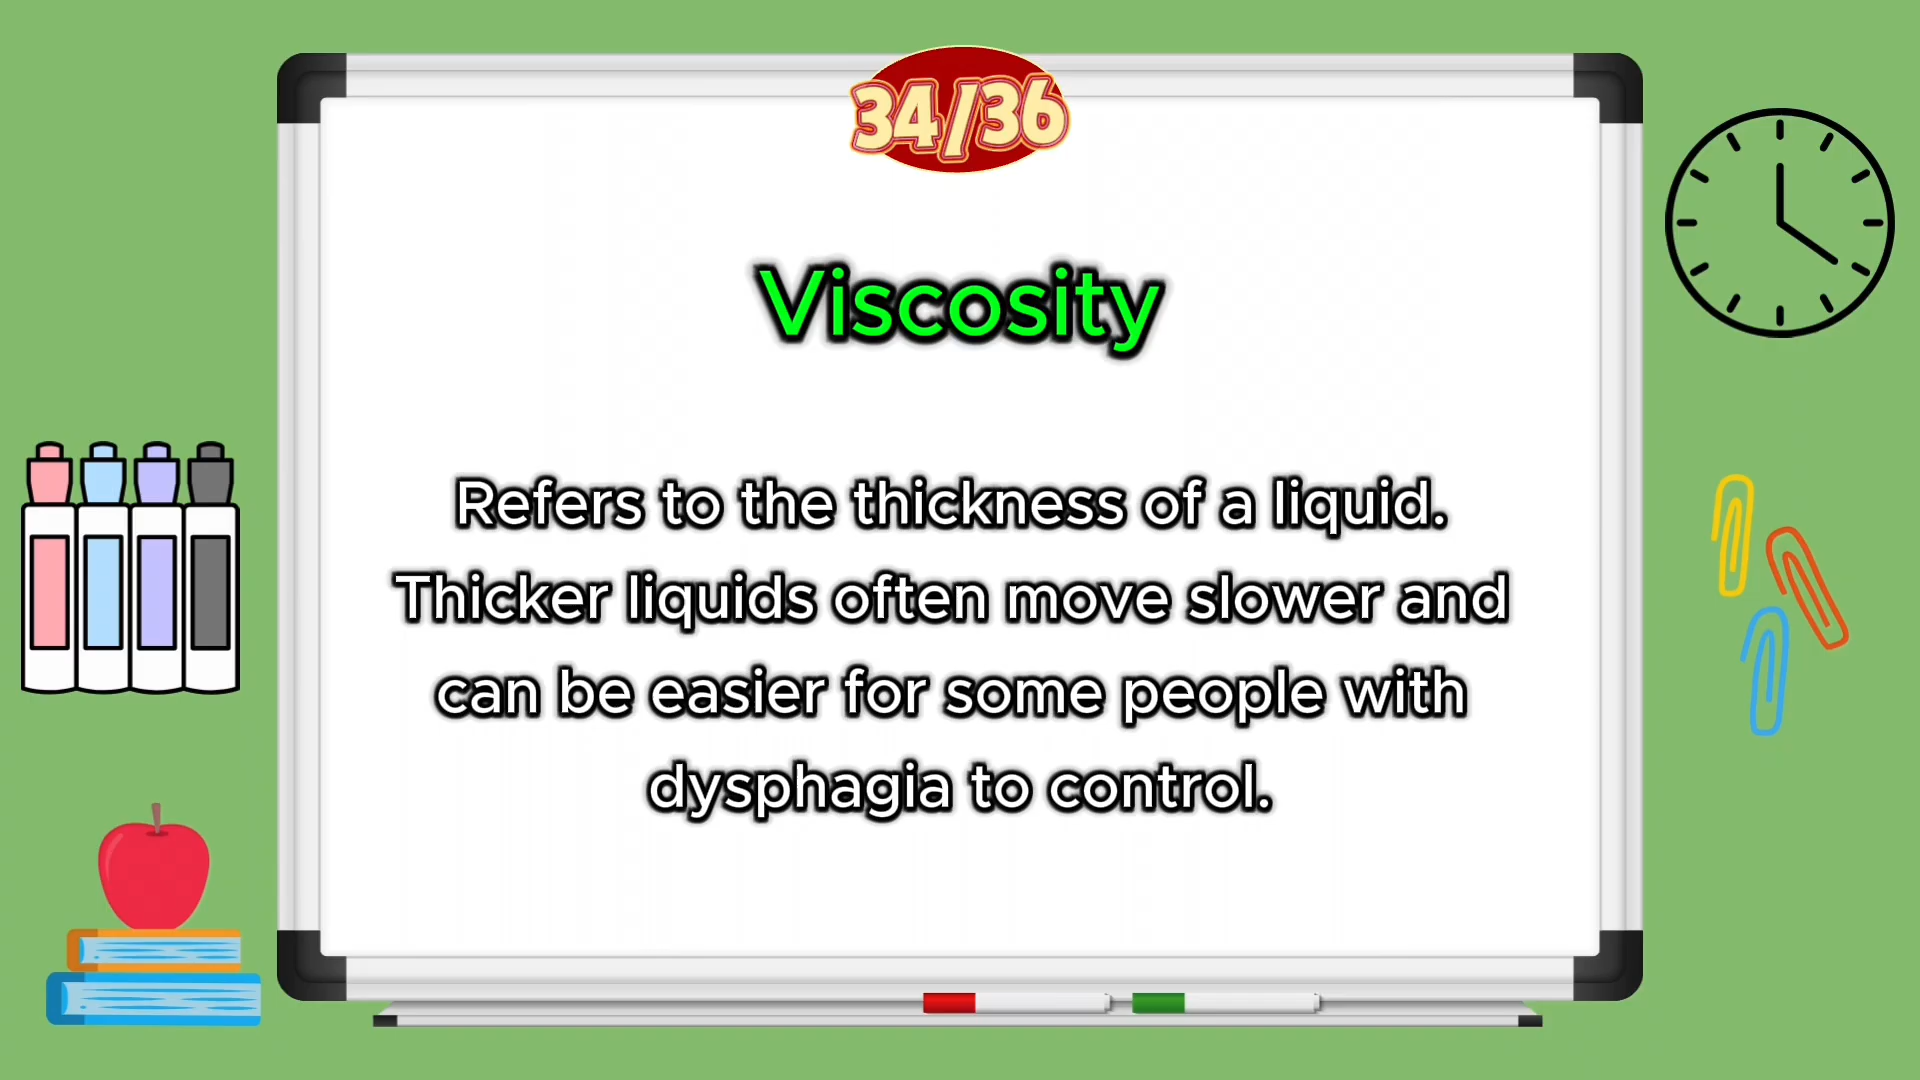 34/36
Viscosity
Refers to the thickness of a liquid.
Thicker liquids often move slower and
can be easier for some people with
dysphagia to control.